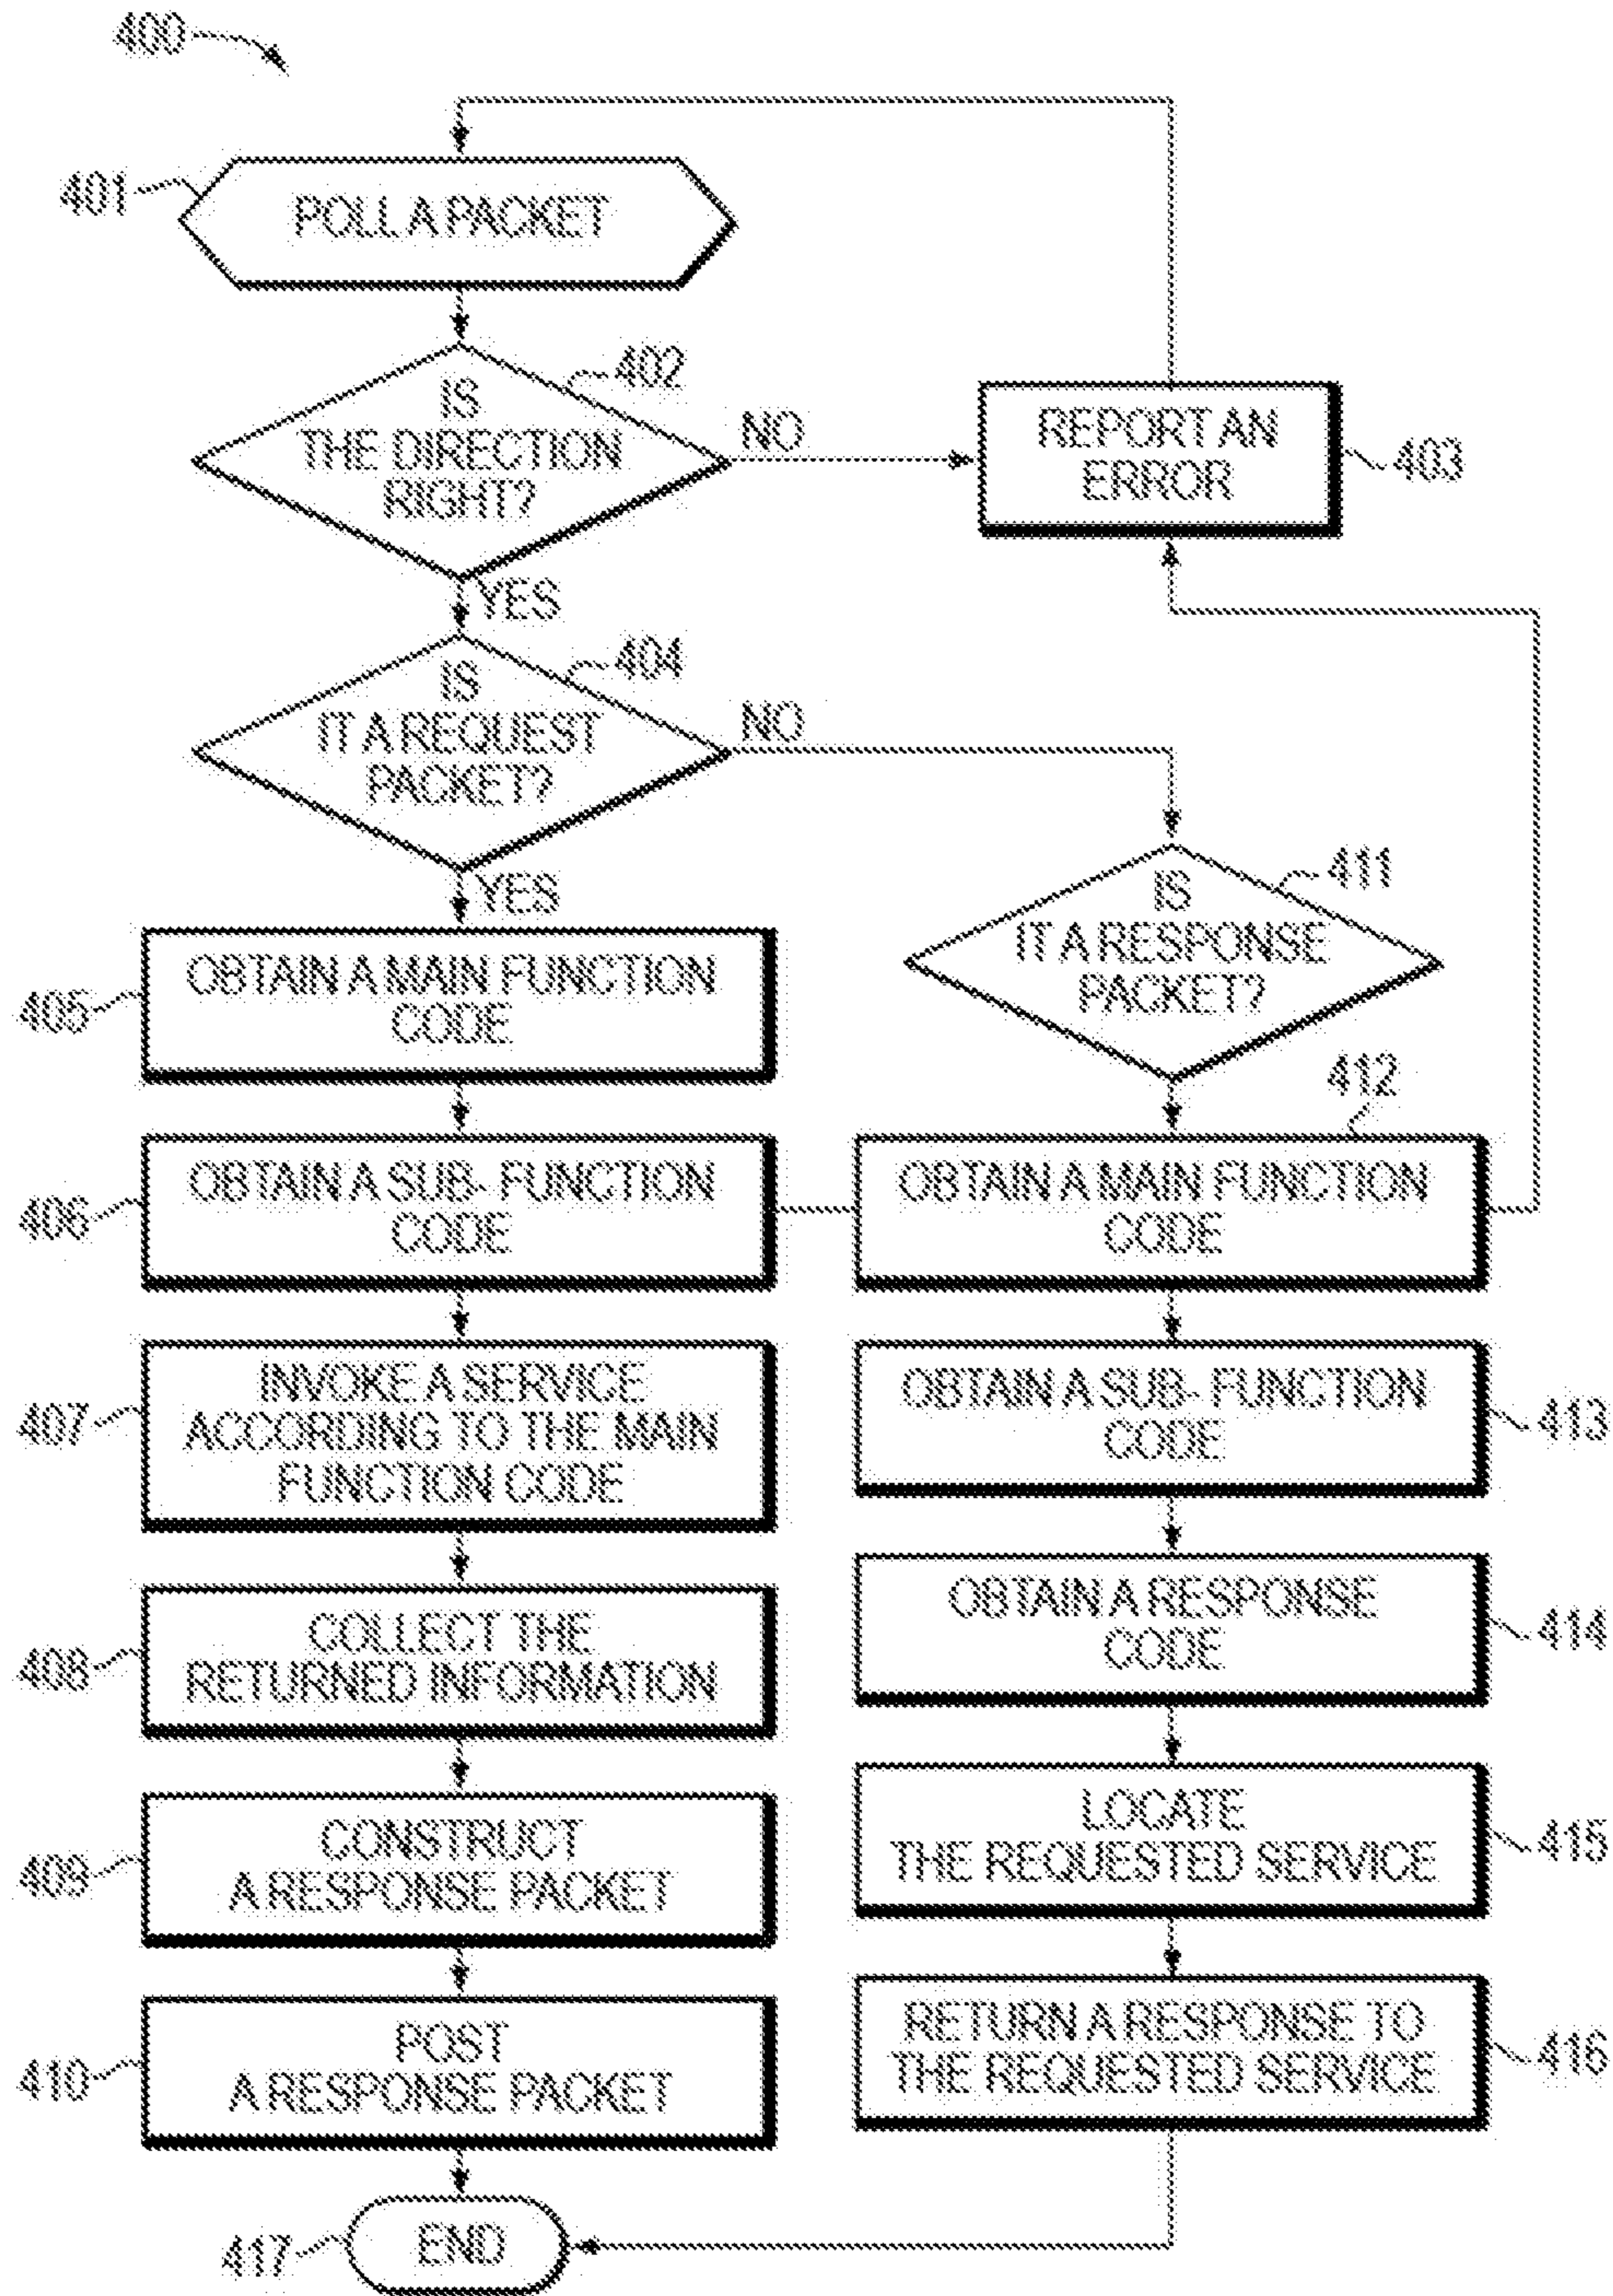 400
401
POLL A PACKET
402
IS
THE DIRECTION
RIGHT?
NO
REPORT AN
ERROR
403
YES
404
IS
IT A REQUEST
PACKET?
NO
YES
411
IS
IT A RESPONSE
PACKET?
405
OBTAIN A MAIN FUNCTION
CODE
412
406
OBTAIN A SUB- FUNCTION
CODE
OBTAIN A MAIN FUNCTION
CODE
407
INVOKE A SERVICE
ACCORDING TO THE MAIN
FUNCTION CODE
OBTAIN A SUB- FUNCTION
CODE
413
408
COLLECT THE
RETURNED INFORMATION
OBTAIN A RESPONSE
CODE
414
409
CONSTRUCT
A RESPONSE PACKET
LOCATE
THE REQUESTED SERVICE
415
410
POST
A RESPONSE PACKET
RETURN A RESPONSE TO
THE REQUESTED SERVICE
416
417
END